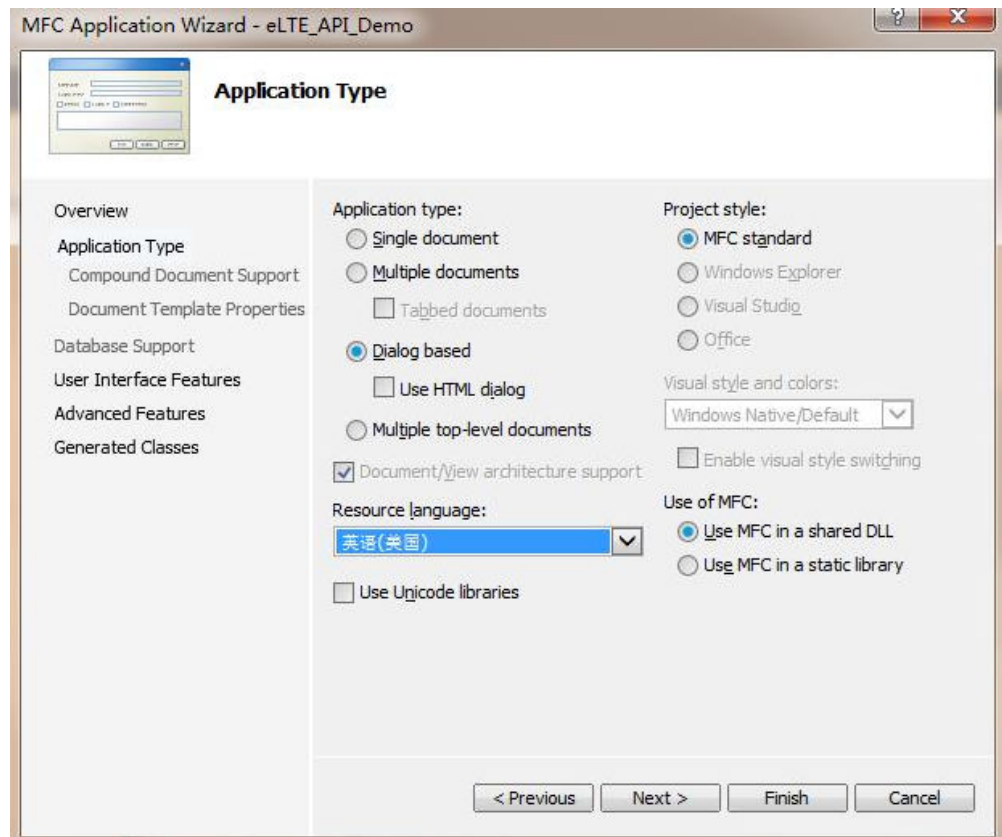 MFC Application Wizard - eLTE_API_Demo
Application Type
Overview
Application Type
Compound Document Support
Document Template Properties
Database Support
User Interface Features
Advanced Features
Generated Classes
Application type:
Single document
Multiple documents
Tabbed documents
Dialog based
Use HTML dialog
Multiple top-level documents
Document/View architecture support
Resource language:
英语(美国)
Use Unicode libraries
Project style:
MFC standard
Windows Explorer
Visual Studio
Office
Visual style and colors:
Windows Native/Default
Enable visual style switching
Use of MFC:
Use MFC in a shared DLL
Use MFC in a static library
< Previous
Next >
Finish
Cancel